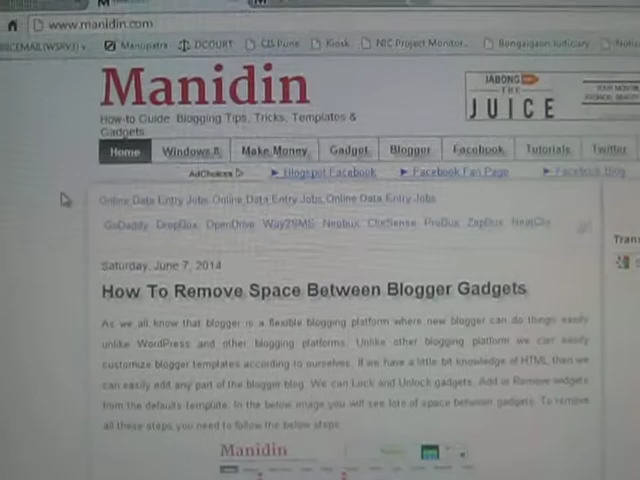 www.manidin.com
Manupatra DCOURT CIS Pune Kiosk NIC Project Monitor... Bongaigaon Judiciary
Manidin
How-to Guide, Blogging Tips, Tricks, Templates &
Gadgets.
JABONG
THE
JUICE
Home Windows 8 Make Money Gadget Blogger Facebook Tutorials Twitter
AdChoices ▷ ► Blogspot Facebook ► Facebook Fan Page ► Facebook Blog
Online Data Entry Jobs, Online Data Entry Jobs, Online Data Entry Jobs
GoDaddy DropBox OpenDrive Way2SMS Neobux ClixSense ProBux ZapBux
Tran
Saturday, June 7, 2014
How To Remove Space Between Blogger Gadgets
As we all know that blogger is a flexible blogging platform where new blogger can do things easily
unlike WordPress and other blogging platforms. Unlike other blogging platform we can easily
customize blogger templates according to ourselves. If we have a little bit knowledge of HTML then we
can easily edit any part of the blogger blog. We can Lock and Unlock gadgets, Add or Remove widgets
from the defaults template. In the below image you will see lots of space between gadgets. To remove
all these steps you need to follow the below steps.
Manidin